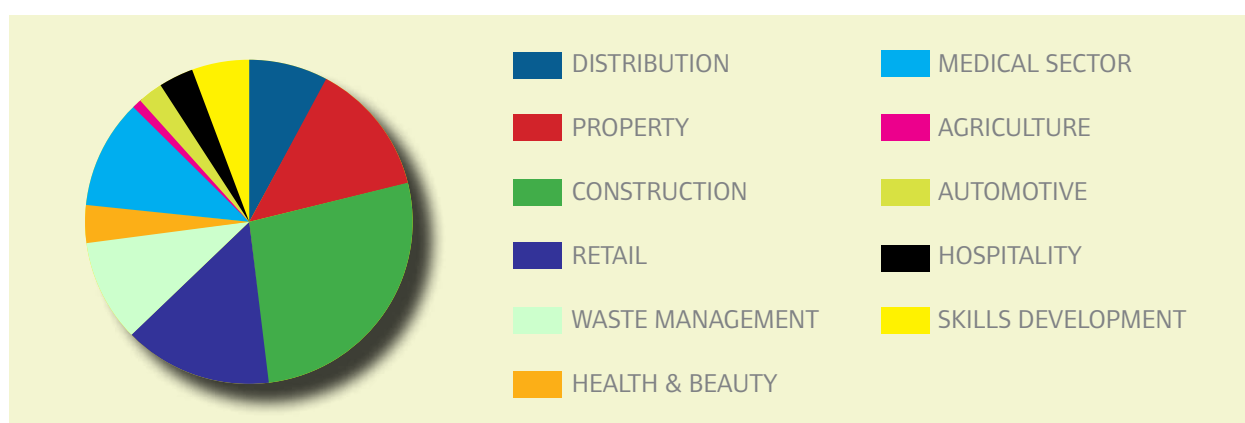 DISTRIBUTION
PROPERTY
CONSTRUCTION
RETAIL
WASTE MANAGEMENT
HEALTH & BEAUTY
MEDICAL SECTOR
AGRICULTURE
AUTOMOTIVE
HOSPITALITY
SKILLS DEVELOPMENT